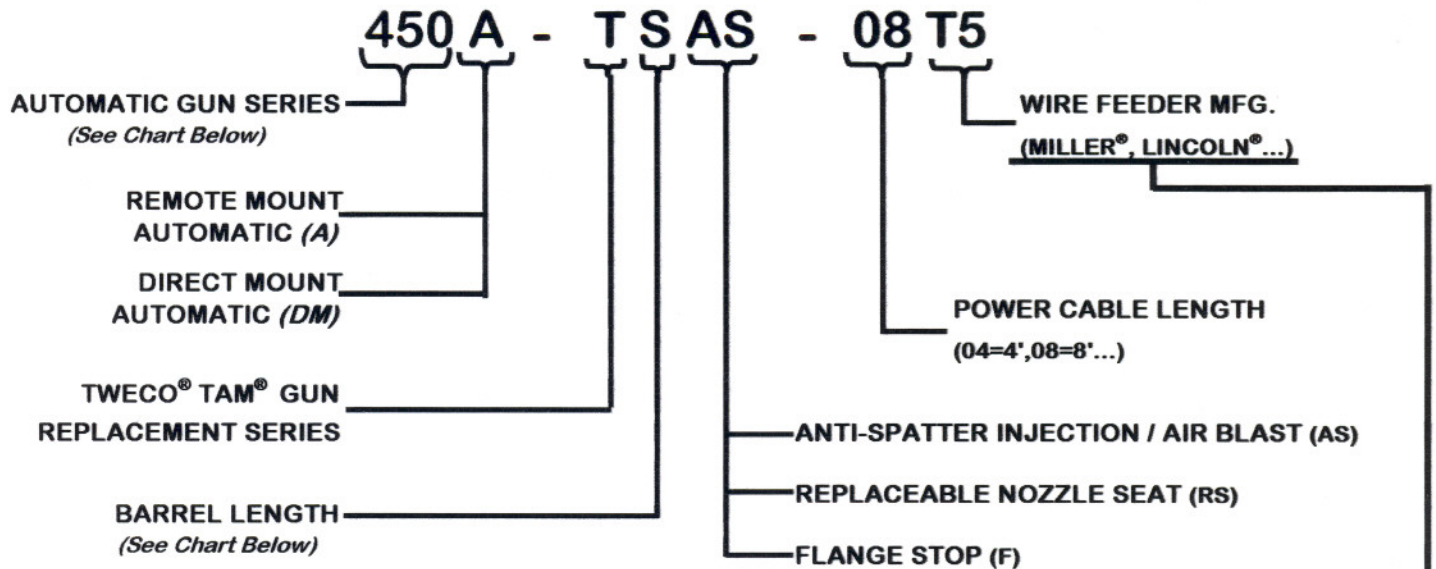 450 A - T S AS - 08 T5
AUTOMATIC GUN SERIES
(See Chart Below)
REMOTE MOUNT
AUTOMATIC (A)
DIRECT MOUNT
AUTOMATIC (DM)
TWECO® TAM® GUN
REPLACEMENT SERIES
BARREL LENGTH
(See Chart Below)
WIRE FEEDER MFG.
(MILLER®, LINCOLN®...)
POWER CABLE LENGTH
(04=4',08=8'...)
ANTI-SPATTER INJECTION / AIR BLAST (AS)
REPLACEABLE NOZZLE SEAT (RS)
FLANGE STOP (F)